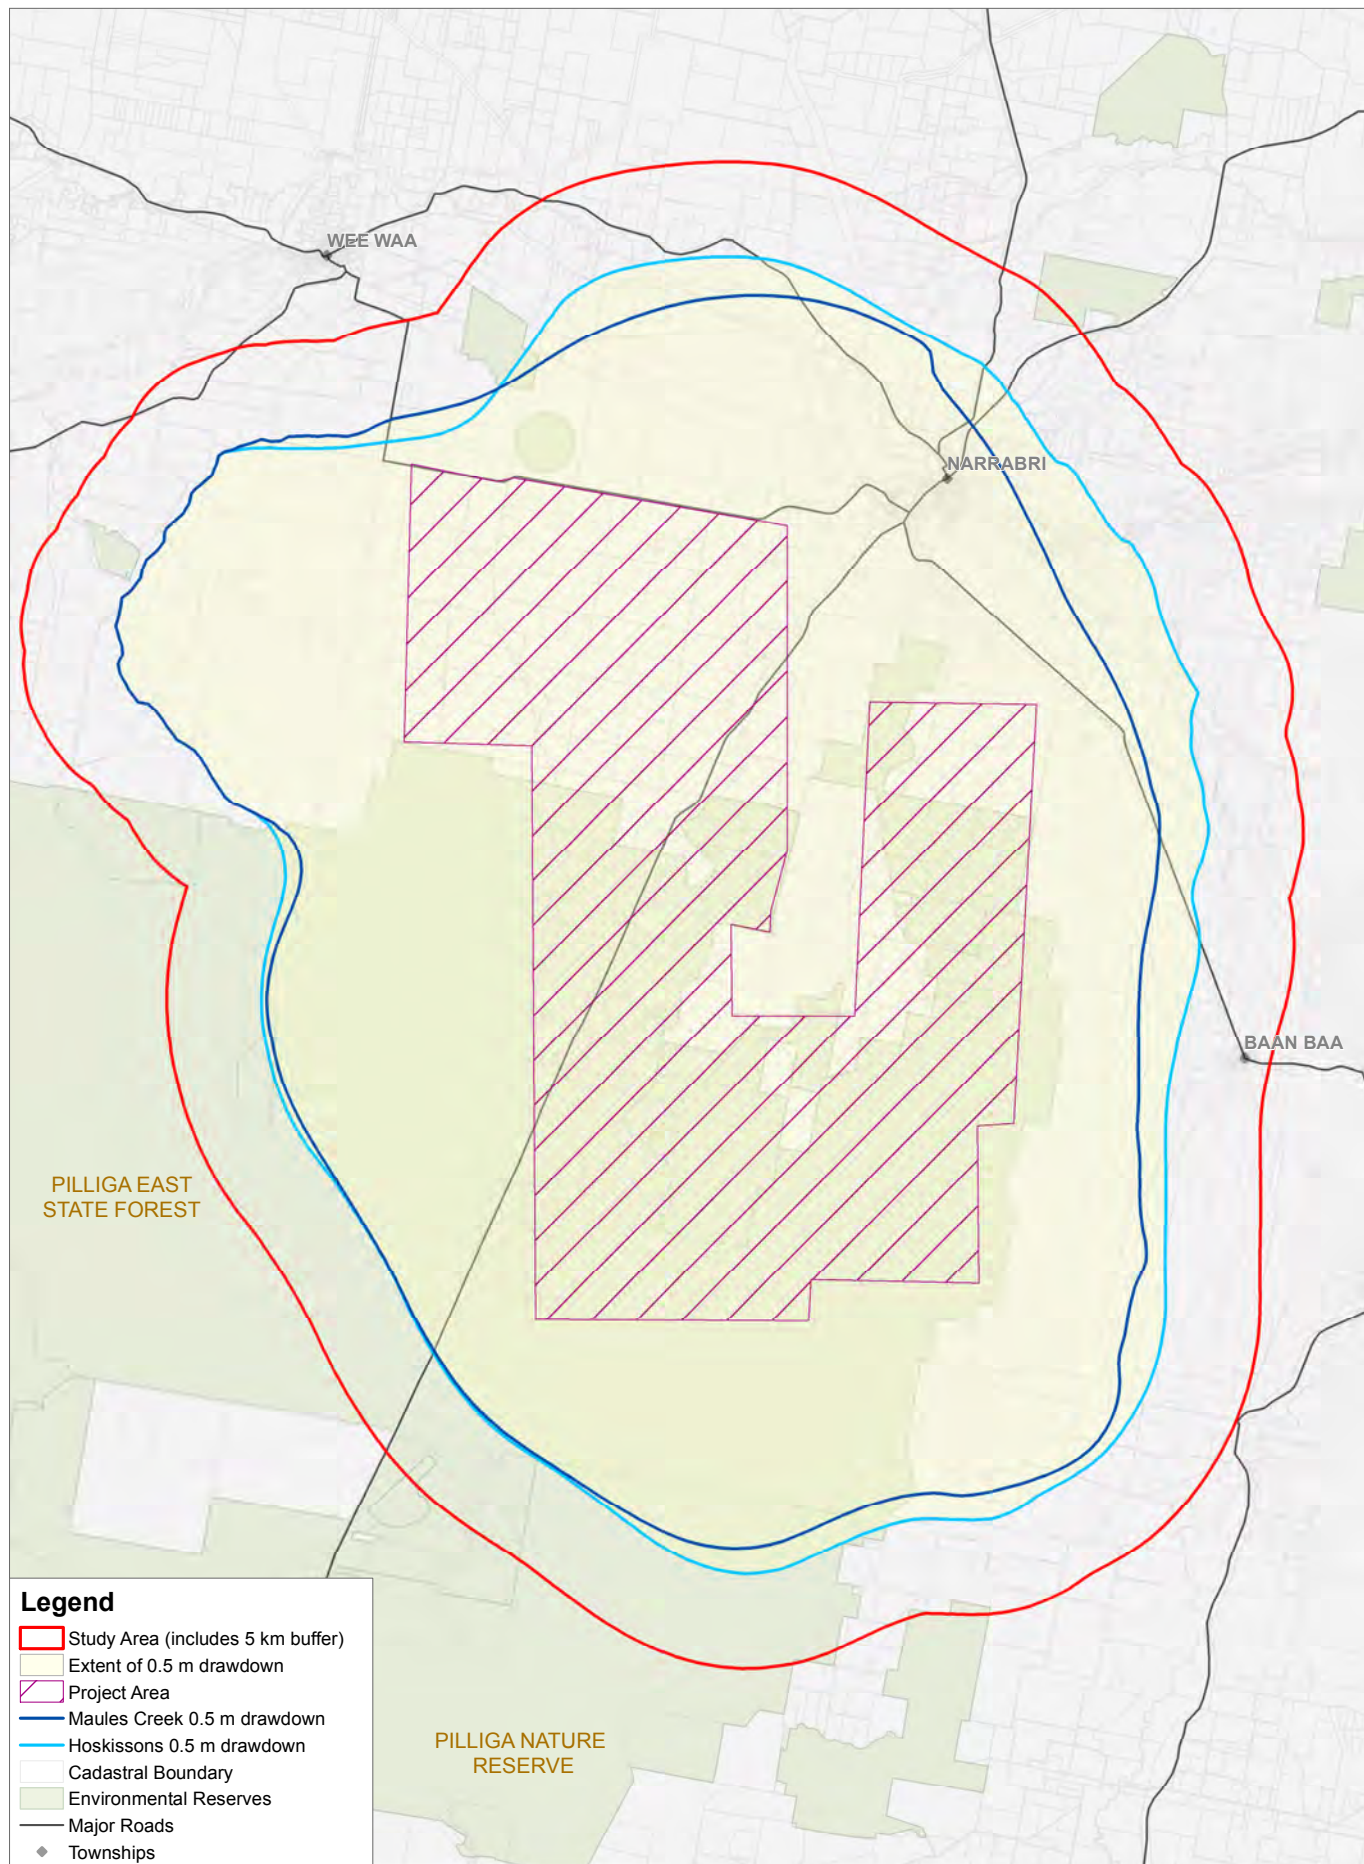 WEE WAA
NARRABRI
BAAN BAA
PILLIGA EAST
STATE FOREST
PILLIGA NATURE
RESERVE
Legend
Study Area (includes 5 km buffer)
Extent of 0.5 m drawdown
Project Area
Maules Creek 0.5 m drawdown
Hoskissons 0.5 m drawdown
Cadastral Boundary
Environmental Reserves
Major Roads
Townships